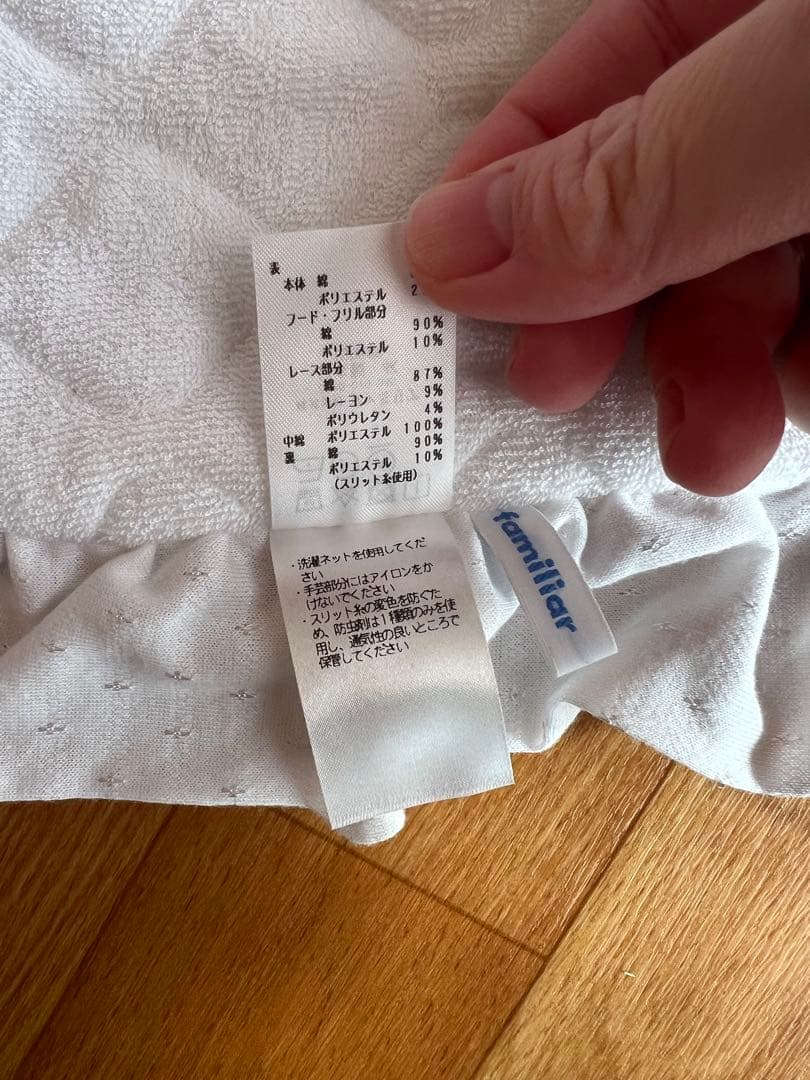 表
本体 綿
ポリエステル 2
フード・フリル部分
綿 90%
ポリエステル 10%
レース部分
綿 87%
レーヨン 9%
ポリウレタン 4%
中綿 ポリエステル 100%
裏 綿 90%
ポリエステル 10%
(スリット糸使用)
・洗濯ネットを使用してくだ
さい
・手芸部分にはアイロンをか
けないでください
・スリット糸の変色を防ぐた
め、防虫剤は1種類のみを使
用し、通気性の良いところで
保管してください
familiar